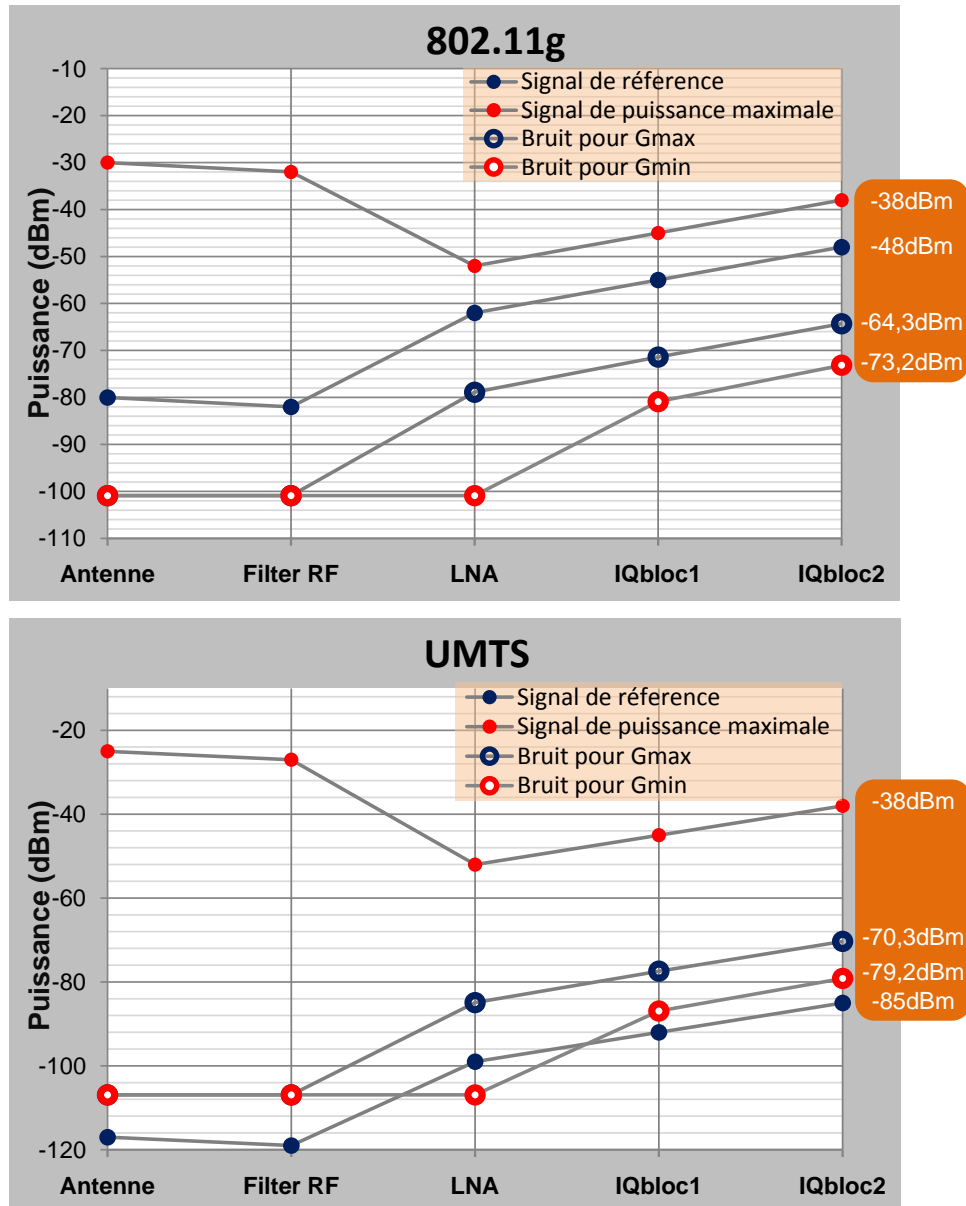 802.11g
Puissance (dBm)
-10
-20
-30
-40
-50
-60
-70
-80
-90
-100
-110
Signal de réference
Signal de puissance maximale
Bruit pour Gmax
Bruit pour Gmin
-38dBm
-48dBm
-64,3dBm
-73,2dBm
Antenne
Filter RF
LNA
IQbloc1
IQbloc2
UMTS
Puissance (dBm)
-20
-40
-60
-80
-100
-120
Signal de réference
Signal de puissance maximale
Bruit pour Gmax
Bruit pour Gmin
-38dBm
-70,3dBm
-79,2dBm
-85dBm
Antenne
Filter RF
LNA
IQbloc1
IQbloc2